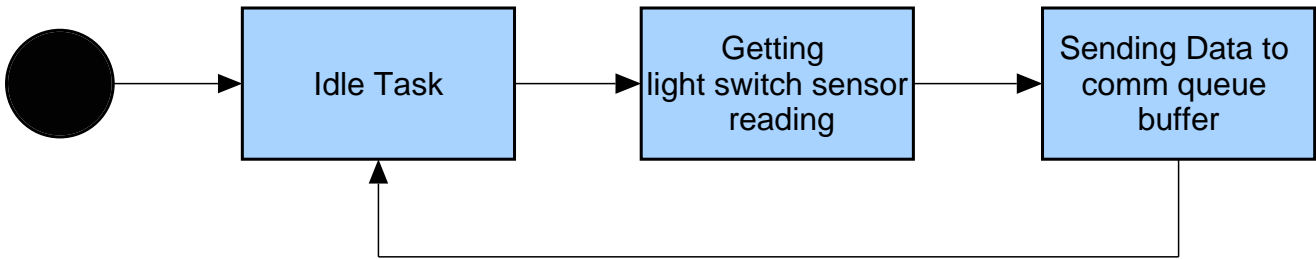 Idle Task
Getting
light switch sensor
reading
Sending Data to
comm queue
buffer